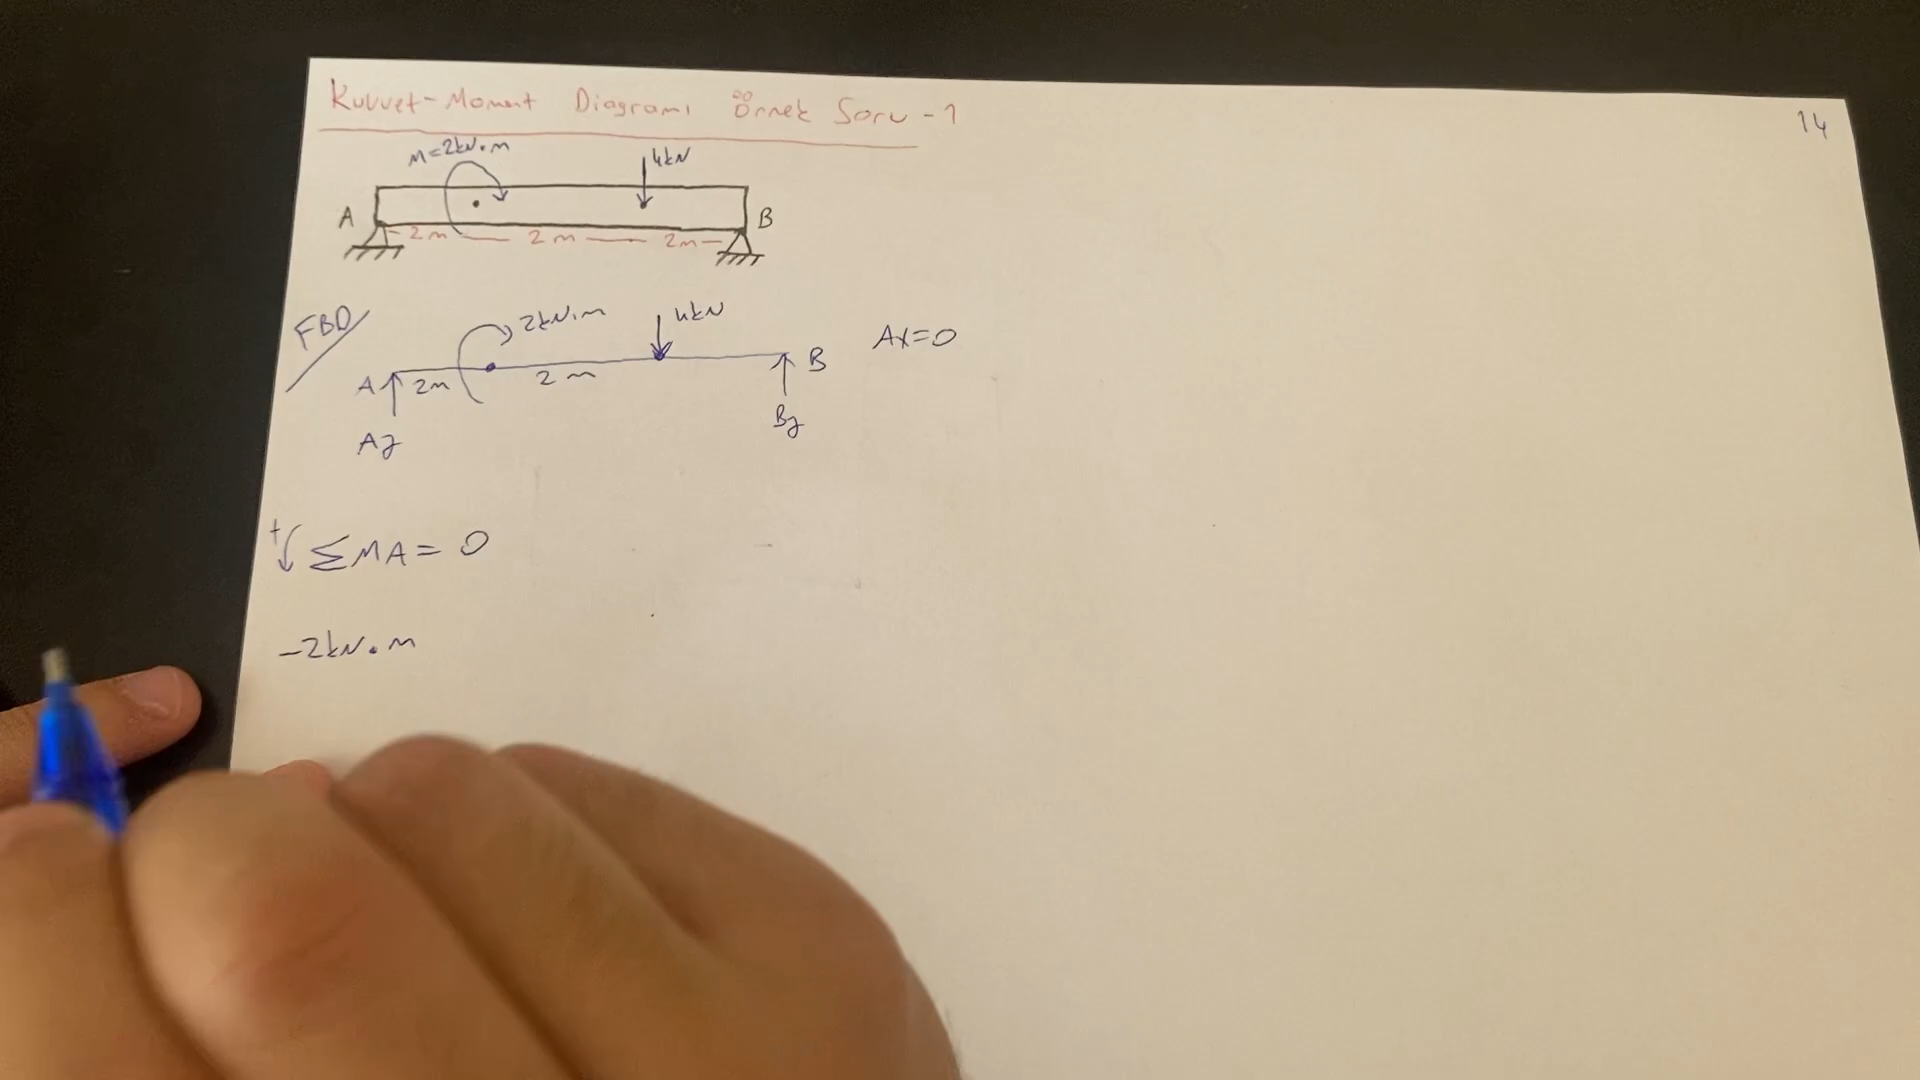 Kuvvet-Moment Diagramı Örnek Soru-1
14
M=2kN.m
4kN
A
B
2m
2m
2m
FBD
2kN.m
4kN
Ax=0
A
2m
2m
B
Ay
By
+ ΣMA=0
-2kN.m